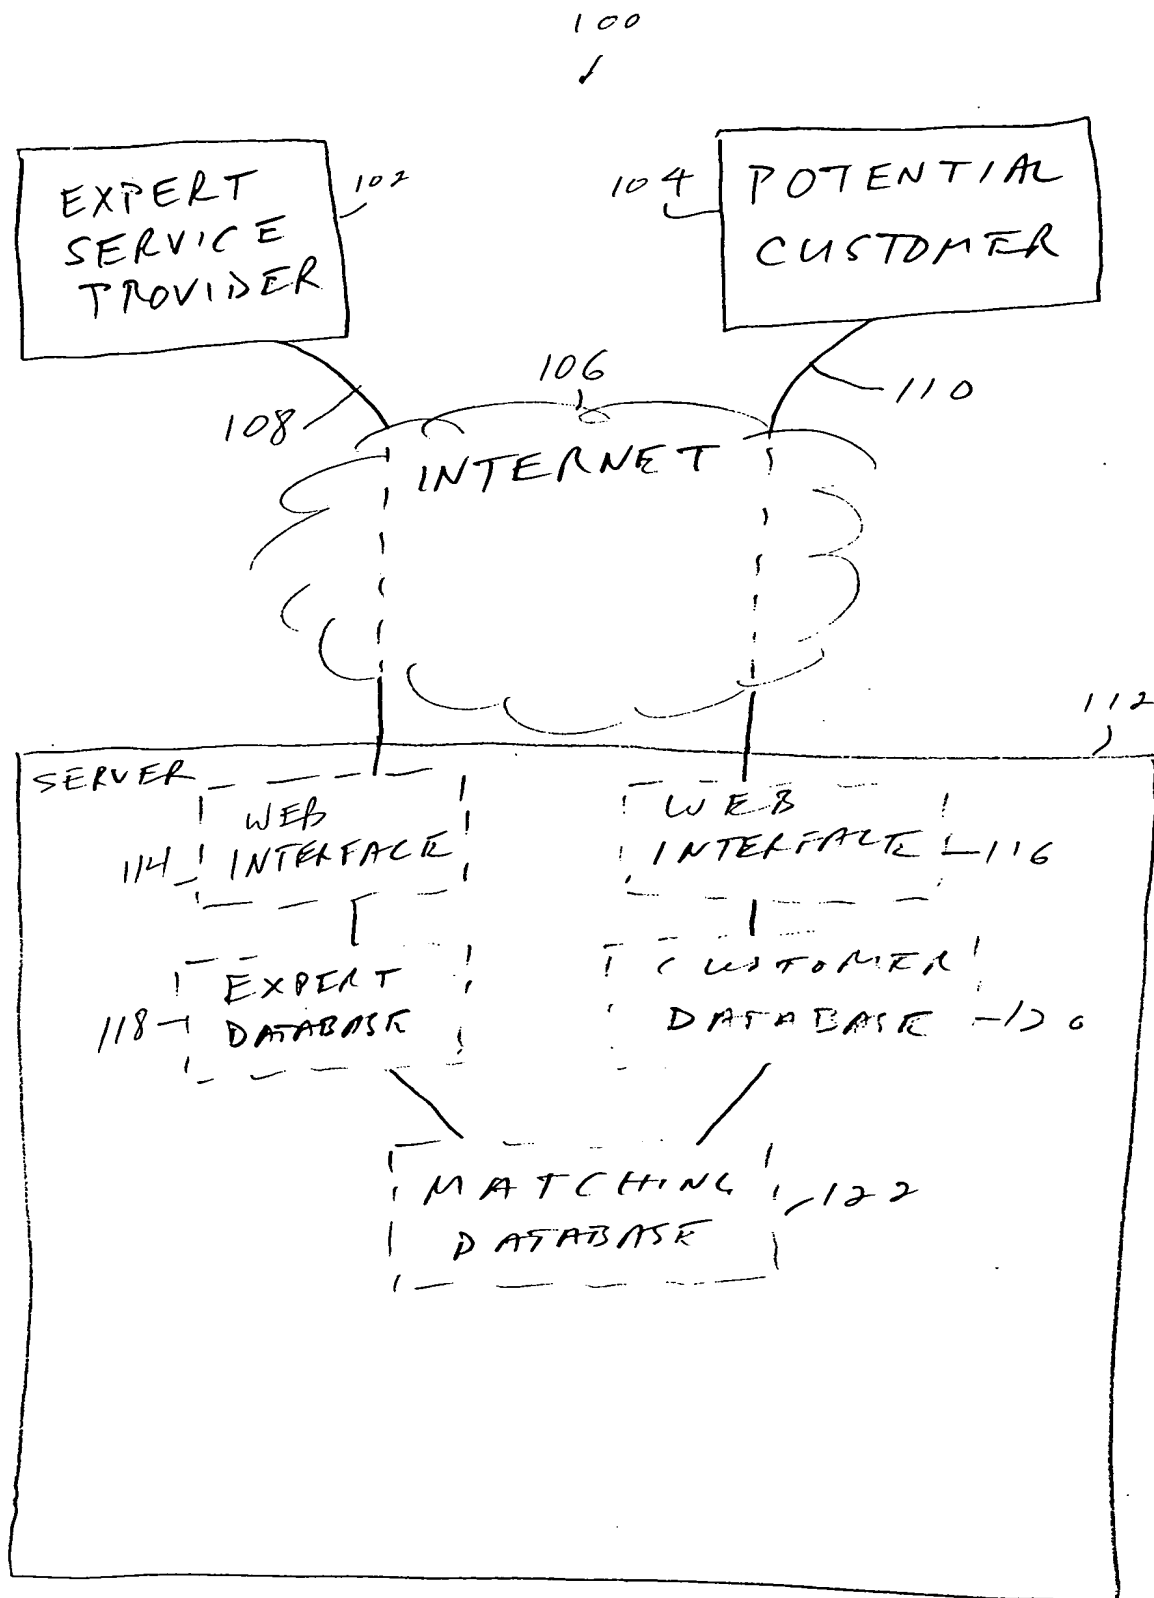 100
EXPERT
SERVICE
PROVIDER
102
104
POTENTIAL
CUSTOMER
106
108
110
INTERNET
112
SERVER
WEB
INTERFACE
114
WEB
INTERFACE
116
EXPERT
DATABASE
118
CUSTOMER
DATABASE
120
MATCHING
DATABASE
122